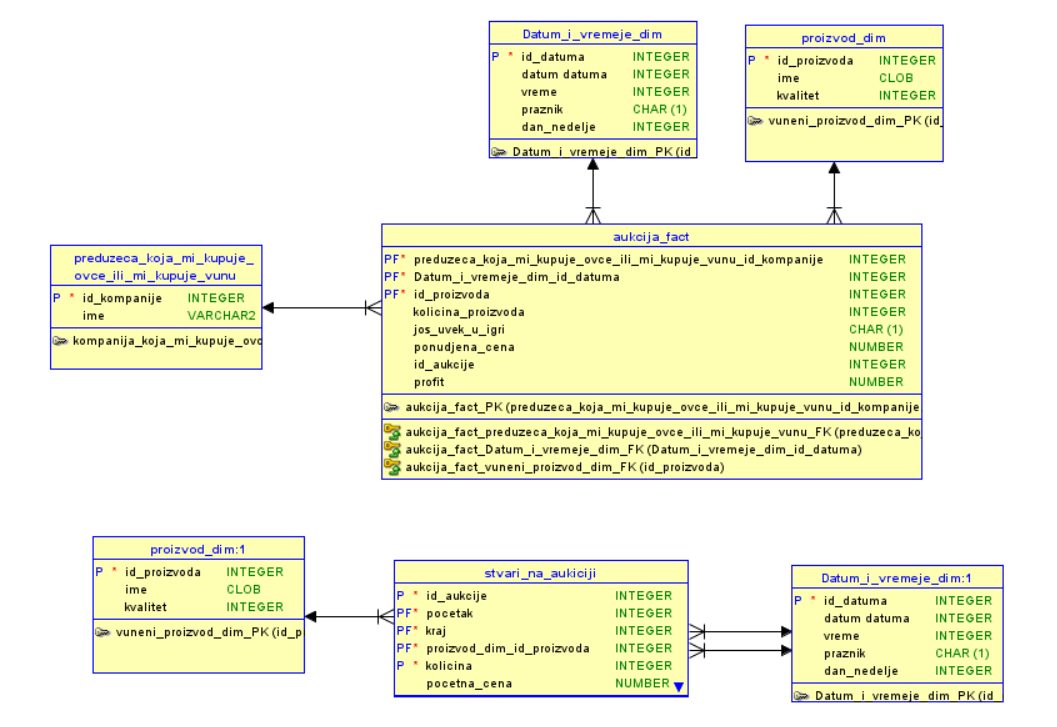 Datum_i_vremeje_dim
P * id_datuma INTEGER
datum datuma INTEGER
vreme INTEGER
praznik CHAR (1)
dan_nedelje INTEGER
Datum_i_vremeje_dim_PK (id
proizvod_dim
P * id_proizvoda INTEGER
ime CLOB
kvalitet INTEGER
vuneni_proizvod_dim_PK (id_
preduzeca_koja_mi_kupuje_
ovce_ili_mi_kupuje_vunu
P * id_kompanije INTEGER
ime VARCHAR2
kompanija_koja_mi_kupuje_ovc
aukcija_fact
PF* preduzeca_koja_mi_kupuje_ovce_ili_mi_kupuje_vunu_id_kompanije INTEGER
PF* Datum_i_vremeje_dim_id_datuma INTEGER
PF* id_proizvoda INTEGER
kolicina_proizvoda INTEGER
jos_uvek_u_igri CHAR (1)
ponudjena_cena NUMBER
id_aukcije INTEGER
profit NUMBER
aukcija_fact_PK (preduzeca_koja_mi_kupuje_ovce_ili_mi_kupuje_vunu_id_kompanije
aukcija_fact_preduzeca_koja_mi_kupuje_ovce_ili_mi_kupuje_vunu_FK (preduzeca_ko
aukcija_fact_Datum_i_vremeje_dim_FK (Datum_i_vremeje_dim_id_datuma)
aukcija_fact_vuneni_proizvod_dim_FK (id_proizvoda)
proizvod_dim:1
P * id_proizvoda INTEGER
ime CLOB
kvalitet INTEGER
vuneni_proizvod_dim_PK (id_p
stvari_na_aukiciji
P * id_aukcije INTEGER
PF* pocetak INTEGER
PF* kraj INTEGER
PF* proizvod_dim_id_proizvoda INTEGER
P * kolicina INTEGER
pocetna_cena NUMBER
Datum_i_vremeje_dim:1
P * id_datuma INTEGER
datum datuma INTEGER
vreme INTEGER
praznik CHAR (1)
dan_nedelje INTEGER
Datum_i_vremeje_dim_PK (id